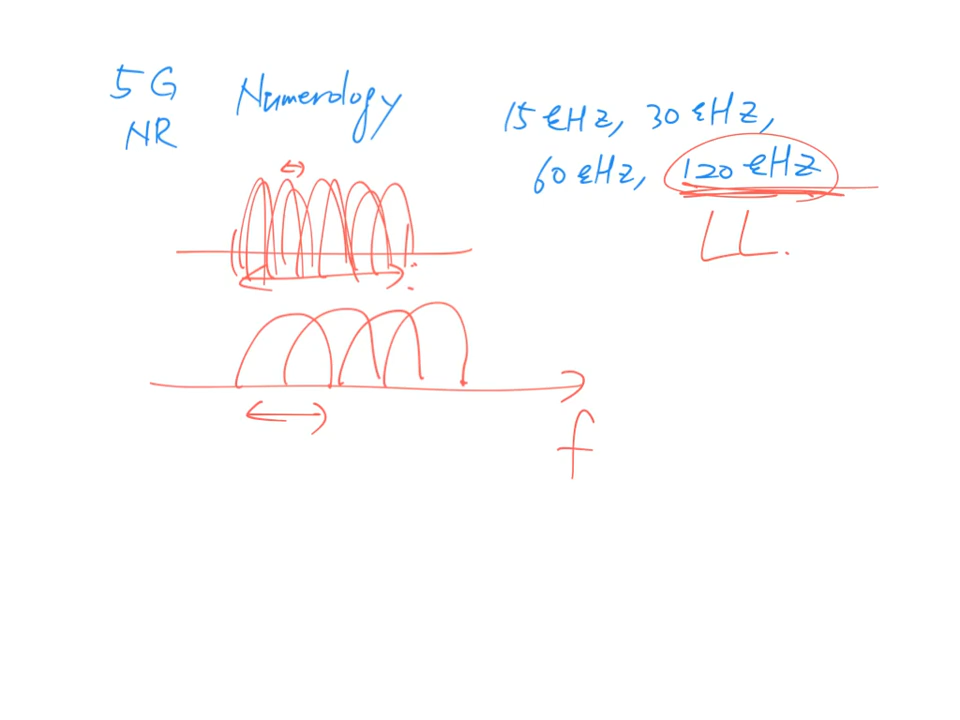 5G Numerology
NR
15 kHz, 30 kHz,
60 kHz, 120 kHz
LL.
f